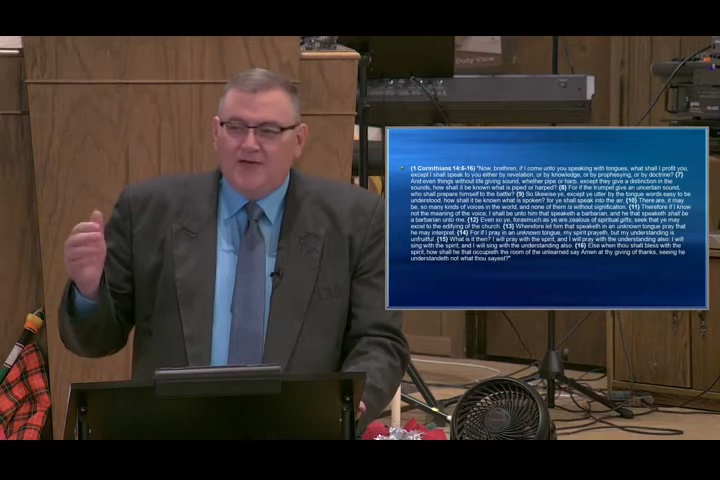 (1 Corinthians 14:6-16) "Now, brethren, if I come unto you speaking with tongues, what shall I profit you,
except I shall speak to you either by revelation, or by knowledge, or by prophesying, or by doctrine? (7)
And even things without life giving sound, whether pipe or harp, except they give a distinction in the
sounds, how shall it be known what is piped or harped? (8) For if the trumpet give an uncertain sound,
who shall prepare himself to the battle? (9) So likewise ye, except ye utter by the tongue words easy to be
understood, how shall it be known what is spoken? for ye shall speak into the air. (10) There are, it may
be, so many kinds of voices in the world, and none of them is without signification. (11) Therefore if I know
not the meaning of the voice, I shall be unto him that speaketh a barbarian, and he that speaketh shall be
a barbarian unto me. (12) Even so ye, forasmuch as ye are zealous of spiritual gifts, seek that ye may
excel to the edifying of the church. (13) Wherefore let him that speaketh in an unknown tongue pray that
he may interpret. (14) For if I pray in an unknown tongue, my spirit prayeth, but my understanding is
unfruitful. (15) What is it then? I will pray with the spirit, and I will pray with the understanding also: I will
sing with the spirit, and I will sing with the understanding also. (16) Else when thou shalt bless with the
spirit, how shall he that occupieth the room of the unlearned say Amen at thy giving of thanks, seeing he
understandeth not what thou sayest?"